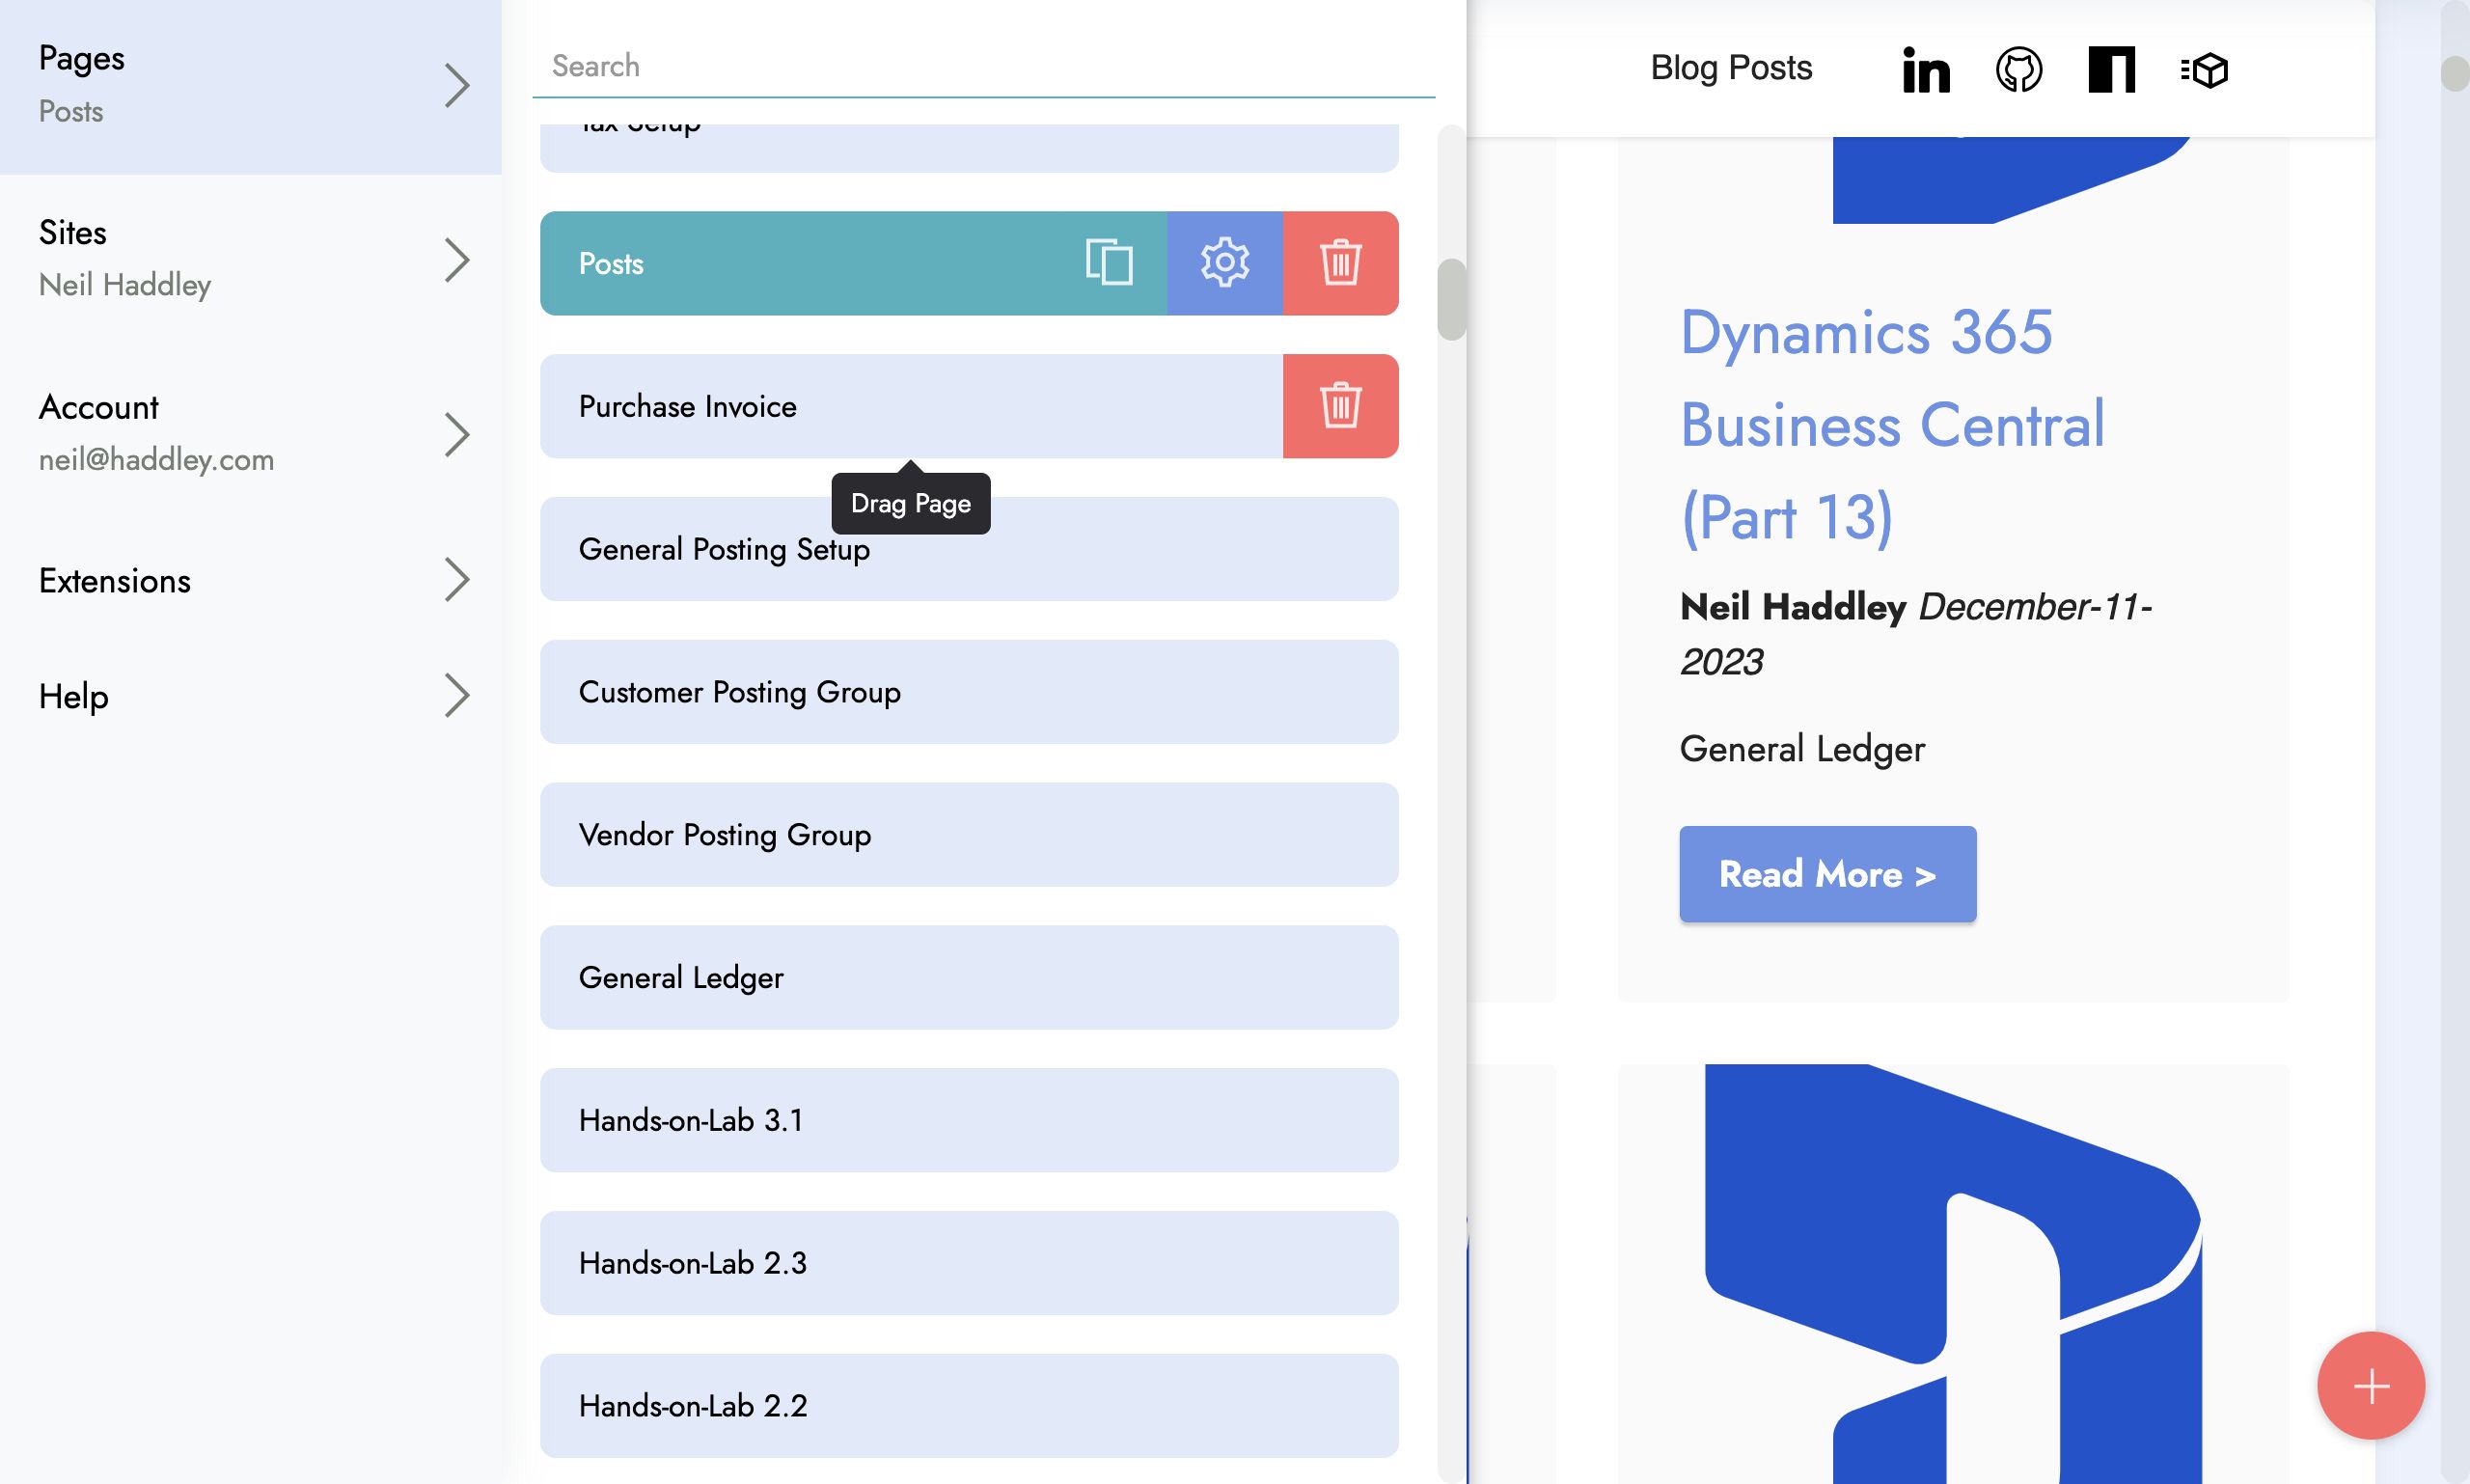 Pages
Posts
Sites
Neil Haddley
Account
neil@haddley.com
Extensions
Help
Search
Tax Setup
Posts
Purchase Invoice
Drag Page
General Posting Setup
Customer Posting Group
Vendor Posting Group
General Ledger
Hands-on-Lab 3.1
Hands-on-Lab 2.3
Hands-on-Lab 2.2
Blog Posts
in
Dynamics 365
Business Central
(Part 13)
Neil Haddley December-11-
2023
General Ledger
Read More >